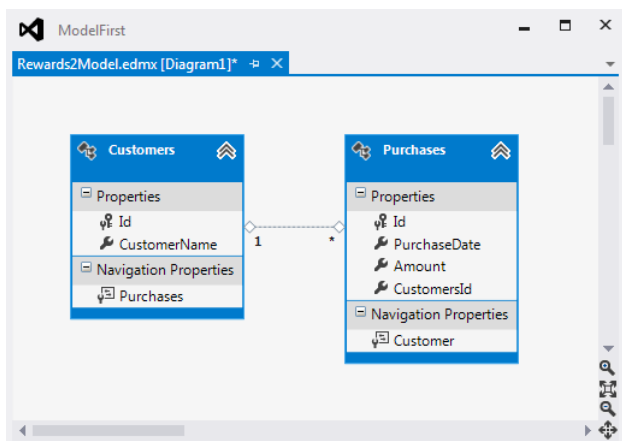 ModelFirst
Rewards2Model.edmx [Diagram1]*
Customers
Properties
Id
CustomerName
Navigation Properties
Purchases
1 *
Purchases
Properties
Id
PurchaseDate
Amount
CustomersId
Navigation Properties
Customer